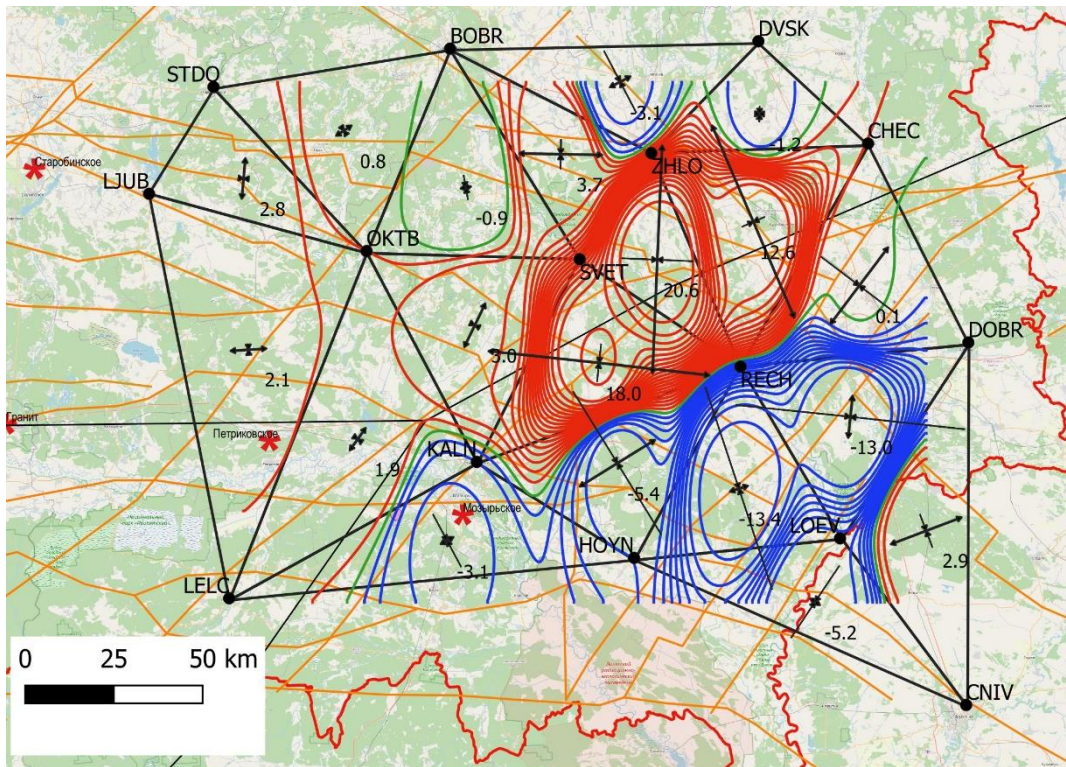 BOBR
DVSK
STDO
-3.1
-1.2
CHEC
0.8
ZHLO
Старобинское
LJUB
3.7
2.8
-0.9
OKTB
SVET
12.6
20.6
0.1
DOBR
3.0
RECH
2.1
18.0
Гранит
Петриковское
KALN
-13.0
1.9
-5.4
-13.4
Мозырьское
LOEV
HOYN
2.9
-3.1
LELC
-5.2
0 25 50 km
CNIV